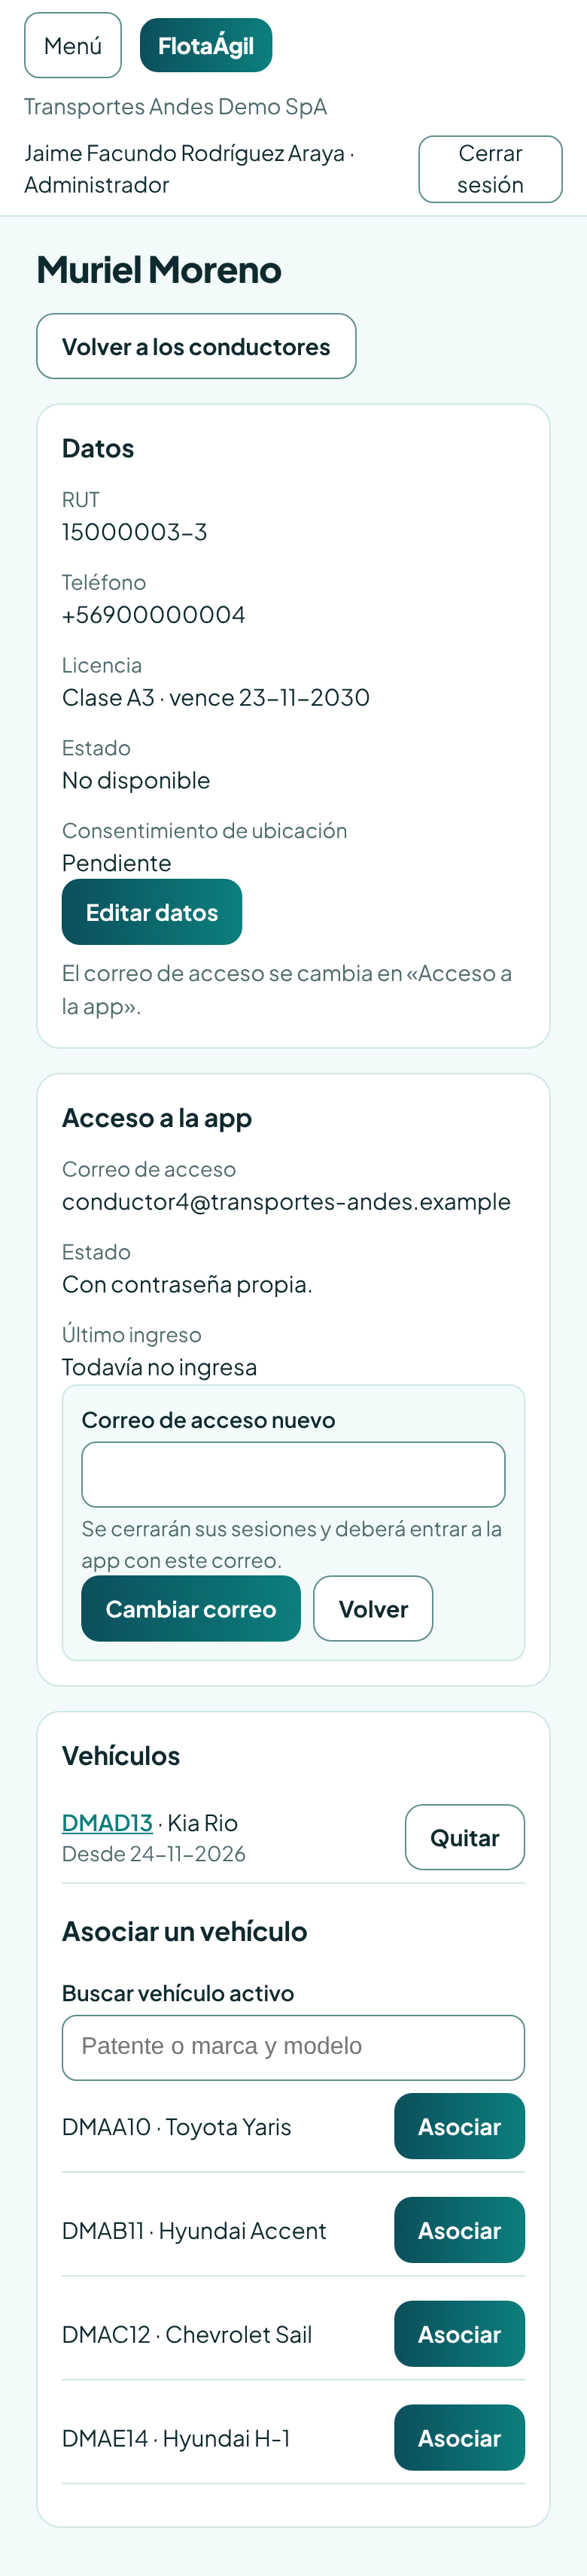 Menú
FlotaÁgil
Transportes Andes Demo SpA
Jaime Facundo Rodríguez Araya ·
Administrador
Cerrar
sesión
Muriel Moreno
Volver a los conductores
Datos
RUT
15000003–3
Teléfono
+56900000004
Licencia
Clase A3 · vence 23–11–2030
Estado
No disponible
Consentimiento de ubicación
Pendiente
Editar datos
El correo de acceso se cambia en «Acceso a
la app».
Acceso a la app
Correo de acceso
conductor4@transportes-andes.example
Estado
Con contraseña propia.
Último ingreso
Todavía no ingresa
Correo de acceso nuevo
Se cerrarán sus sesiones y deberá entrar a la
app con este correo.
Cambiar correo
Volver
Vehículos
DMAD13 · Kia Rio
Desde 24–11–2026
Quitar
Asociar un vehículo
Buscar vehículo activo
Patente o marca y modelo
DMAA10 · Toyota Yaris
Asociar
DMAB11 · Hyundai Accent
Asociar
DMAC12 · Chevrolet Sail
Asociar
DMAE14 · Hyundai H-1
Asociar